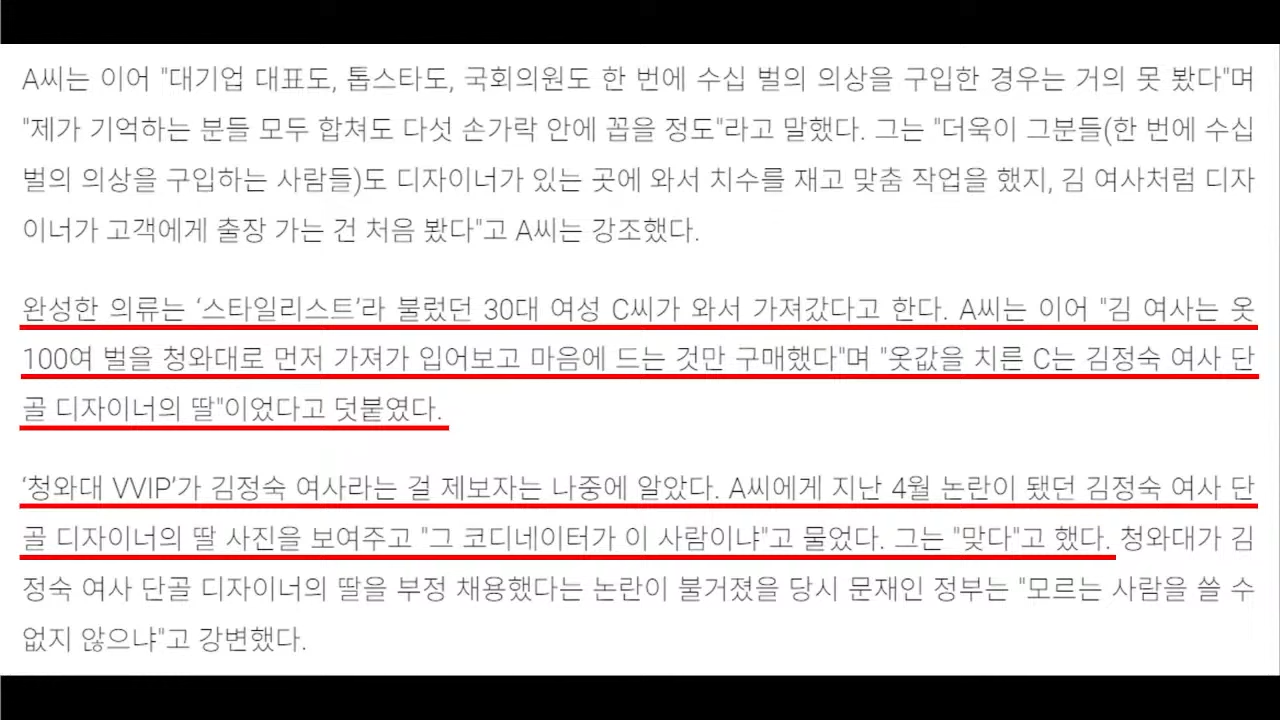 A씨는 이어 "대기업 대표도, 톱스타도, 국회의원도 한 번에 수십 벌의 의상을 구입한 경우는 거의 못 봤다"며
"제가 기억하는 분들 모두 합쳐도 다섯 손가락 안에 꼽을 정도"라고 말했다. 그는 "더욱이 그분들(한 번에 수십
벌의 의상을 구입하는 사람들)도 디자이너가 있는 곳에 와서 치수를 재고 맞춤 작업을 했지, 김 여사처럼 디자
이너가 고객에게 출장 가는 건 처음 봤다"고 A씨는 강조했다.
완성한 의류는 ‘스타일리스트’라 불렀던 30대 여성 C씨가 와서 가져갔다고 한다. A씨는 이어 "김 여사는 옷
100여 벌을 청와대로 먼저 가져가 입어보고 마음에 드는 것만 구매했다"며 "옷값을 치른 C는 김정숙 여사 단
골 디자이너의 딸"이었다고 덧붙였다.
‘청와대 VVIP’가 김정숙 여사라는 걸 제보자는 나중에 알았다. A씨에게 지난 4월 논란이 됐던 김정숙 여사 단
골 디자이너의 딸 사진을 보여주고 "그 코디네이터가 이 사람이냐"고 물었다. 그는 "맞다"고 했다. 청와대가 김
정숙 여사 단골 디자이너의 딸을 부정 채용했다는 논란이 불거졌을 당시 문재인 정부는 "모르는 사람을 쓸 수
없지 않으냐"고 강변했다.